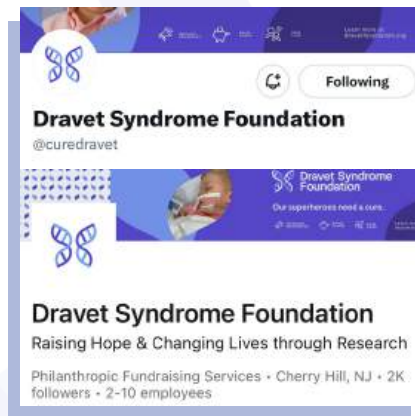 Following
Dravet Syndrome Foundation
@curedravet
Dravet Syndrome
Foundation
Our superheroes need a cure.
Dravet Syndrome Foundation
Raising Hope & Changing Lives through Research
Philanthropic Fundraising Services • Cherry Hill, NJ • 2K
followers • 2-10 employees